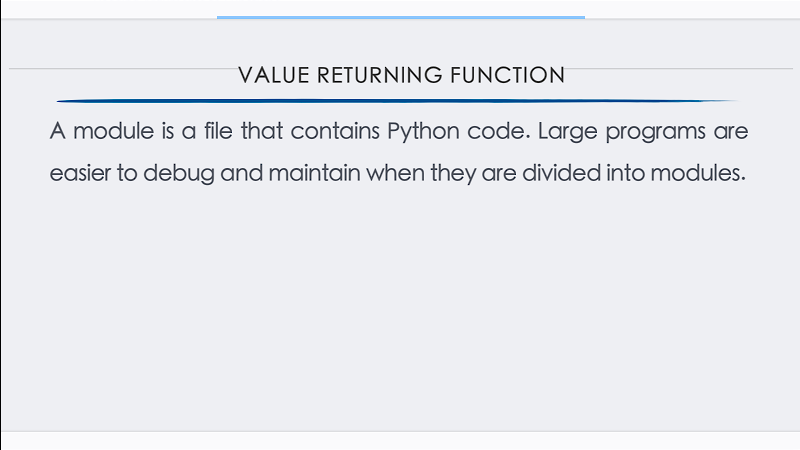 VALUE RETURNING FUNCTION
A module is a file that contains Python code. Large programs are
easier to debug and maintain when they are divided into modules.